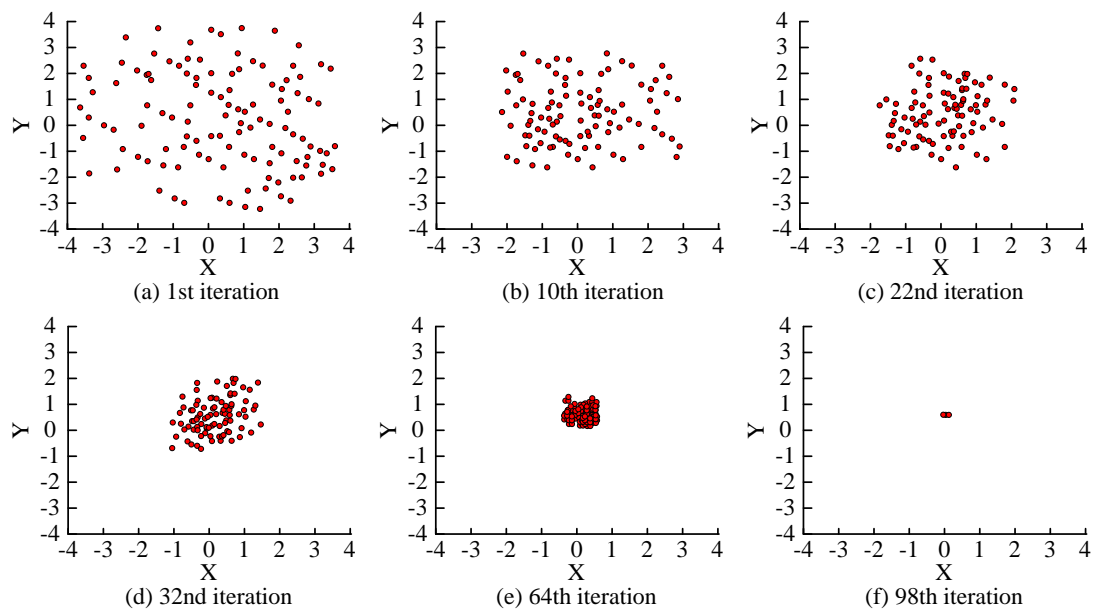 4 3 2 1 0 -1 -2 -3 -4
Y
-4 -3 -2 -1 0 1 2 3 4
X
(a) 1st iteration
4 3 2 1 0 -1 -2 -3 -4
Y
-4 -3 -2 -1 0 1 2 3 4
X
(b) 10th iteration
4 3 2 1 0 -1 -2 -3 -4
Y
-4 -3 -2 -1 0 1 2 3 4
X
(c) 22nd iteration
4 3 2 1 0 -1 -2 -3 -4
Y
-4 -3 -2 -1 0 1 2 3 4
X
(d) 32nd iteration
4 3 2 1 0 -1 -2 -3 -4
Y
-4 -3 -2 -1 0 1 2 3 4
X
(e) 64th iteration
4 3 2 1 0 -1 -2 -3 -4
Y
-4 -3 -2 -1 0 1 2 3 4
X
(f) 98th iteration